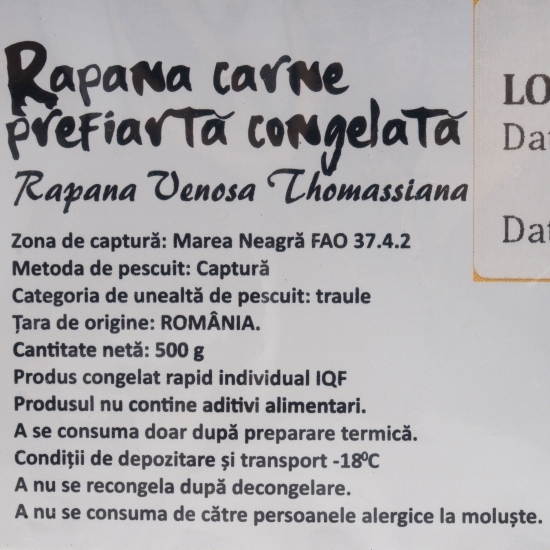 Rapana carne
prefiartă congelată
Rapana Venosa Thomassiana
Zona de captură: Marea Neagră FAO 37.4.2
Metoda de pescuit: Captură
Categoria de unealtă de pescuit: traule
Țara de origine: ROMÂNIA.
Cantitate netă: 500 g
Produs congelat rapid individual IQF
Produsul nu contine aditivi alimentari.
A se consuma doar după preparare termică.
Condiții de depozitare și transport -18⁰C
A nu se recongela după decongelare.
A nu se consuma de către persoanele alergice la moluște.
LO
Dat
Dat